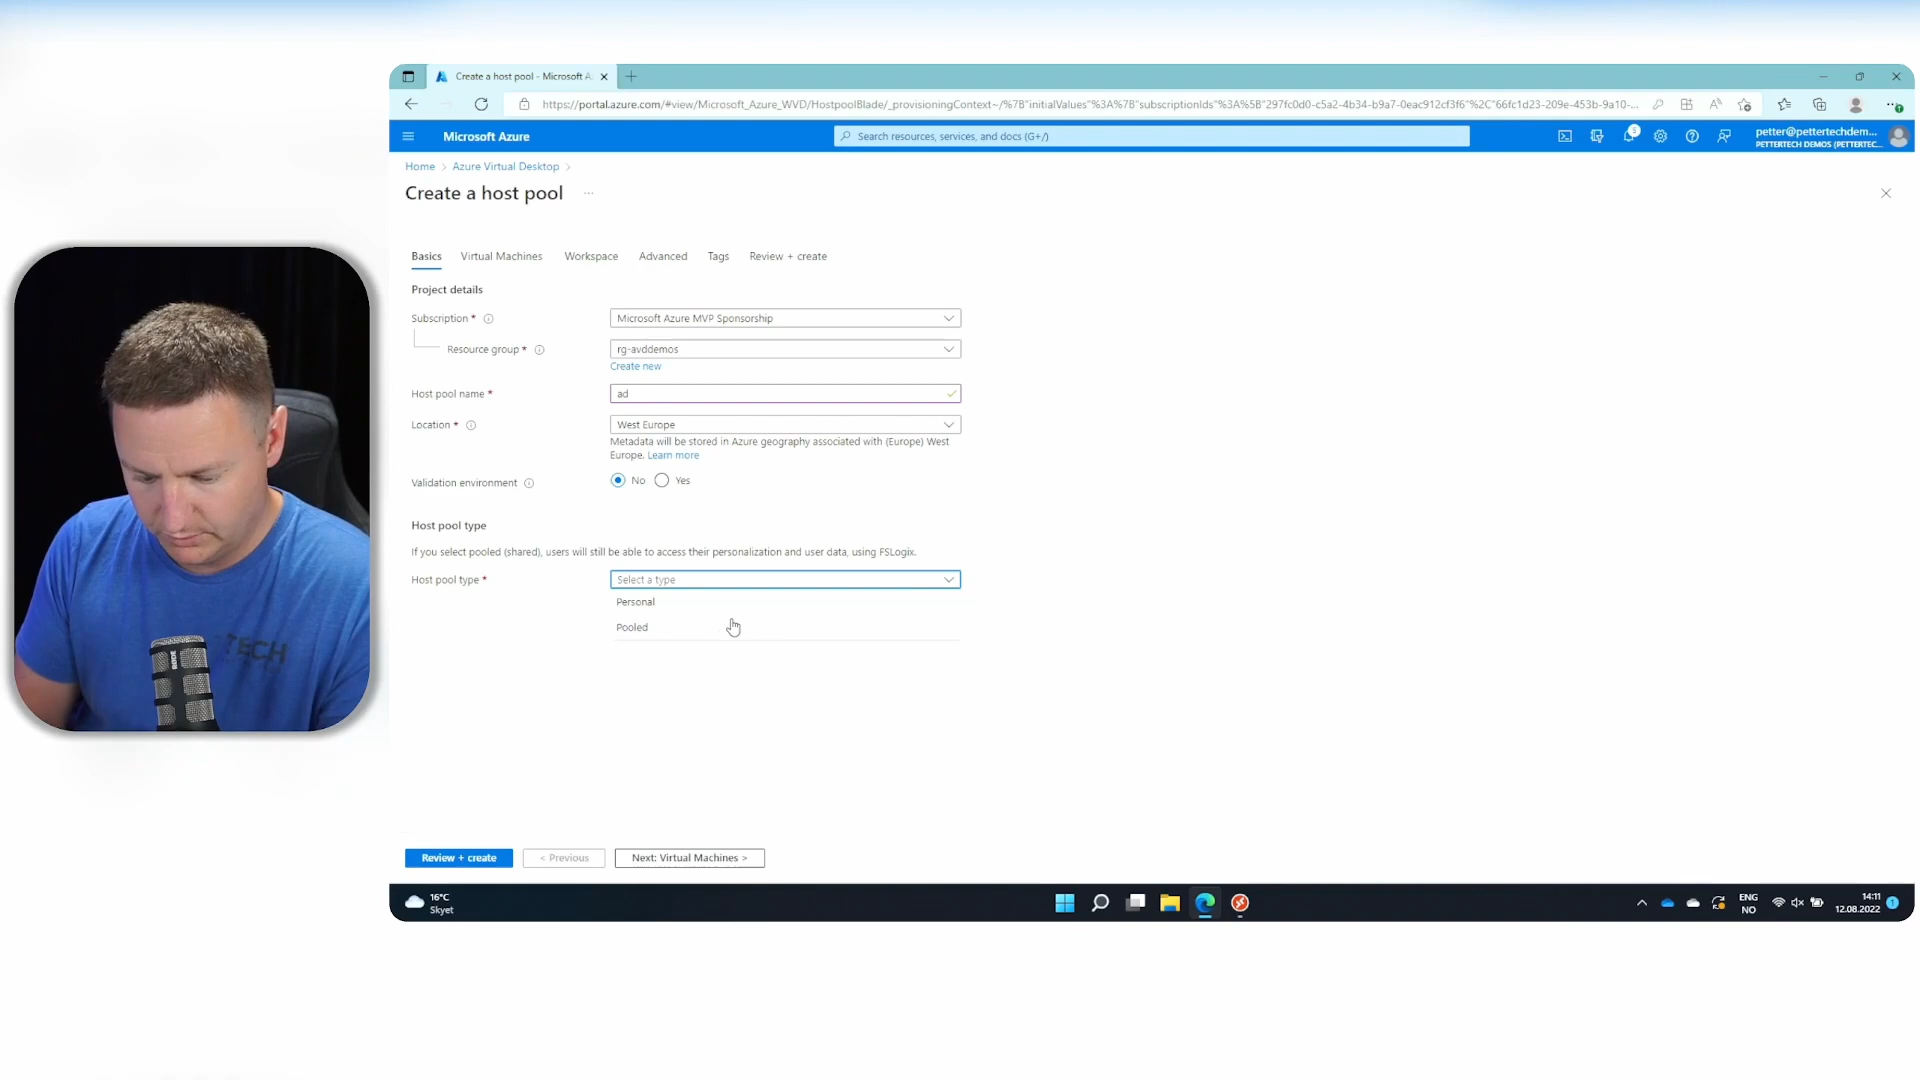 Create a host pool - Microsoft A
https://portal.azure.com/#view/Microsoft_Azure_WVD/HostpoolBlade/_provisioningContext~/%7B"initialValues"%3A%7B"subscriptionIds"%3A%5B"297fc0d0-c5a2-4b34-b9a7-0eac912cf3f6"%2C"66fc1d23-209e-453b-9a10-...
Microsoft Azure
Search resources, services, and docs (G+/)
5
petter@pettertechdem...
PETTERTECH DEMOS (PETTERTEC...
Home > Azure Virtual Desktop >
Create a host pool ...
Basics Virtual Machines Workspace Advanced Tags Review + create
Project details
Subscription *
Microsoft Azure MVP Sponsorship
Resource group *
rg-avddemos
Create new
Host pool name *
ad
Location *
West Europe
Metadata will be stored in Azure geography associated with (Europe) West
Europe. Learn more
Validation environment
No Yes
Host pool type
If you select pooled (shared), users will still be able to access their personalization and user data, using FSLogix.
Host pool type *
Select a type
Personal
Pooled
TECH
RODE
Review + create
< Previous
Next: Virtual Machines >
16°C
Skyet
ENG
NO
14:11
12.08.2022
1